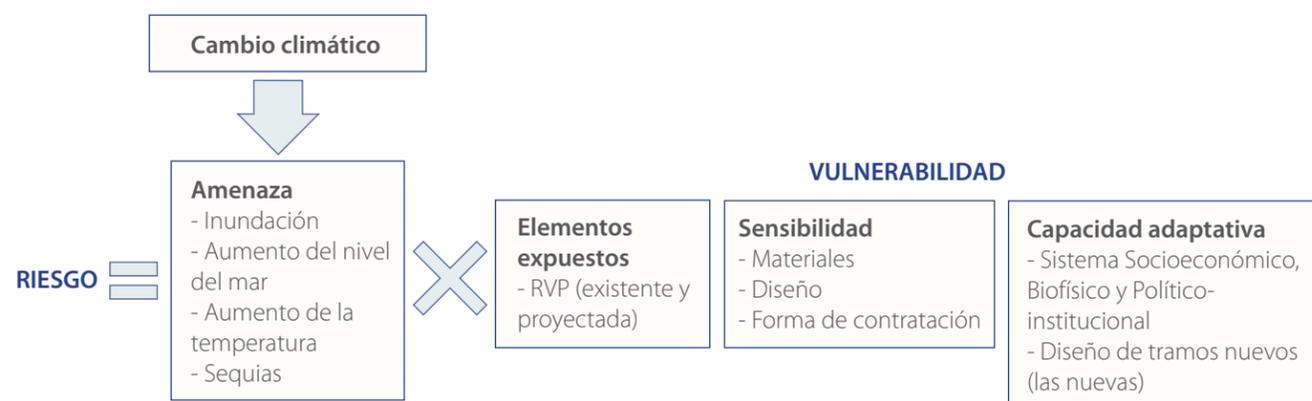 Cambio climático
RIESGO
Amenaza
- Inundación
- Aumento del nivel
del mar
- Aumento de la
temperatura
- Sequias
VULNERABILIDAD
Elementos
expuestos
- RVP (existente y
proyectada)
Sensibilidad
- Materiales
- Diseño
- Forma de contratación
Capacidad adaptativa
- Sistema Socioeconómico,
Biofísico y Político-
institucional
- Diseño de tramos nuevos
(las nuevas)